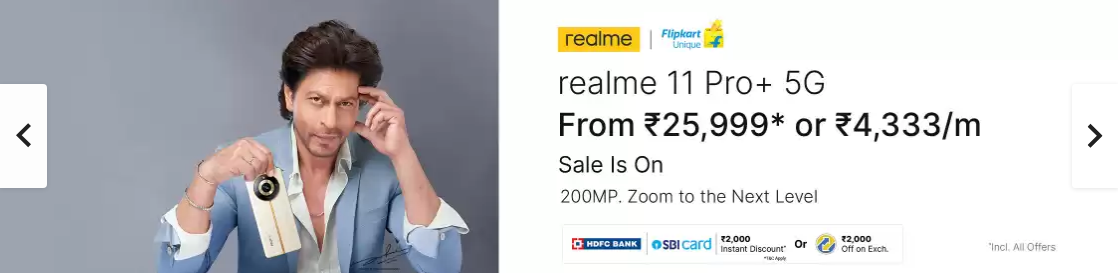 realme | Flipkart
Unique
realme 11 Pro+ 5G
From ₹25,999* or ₹4,333/m
Sale Is On
200MP. Zoom to the Next Level
HDFC BANK
SBI card
₹2,000
Instant Discount*
*T&C Apply
Or
₹2,000
Off on Exch.
*Incl. All Offers